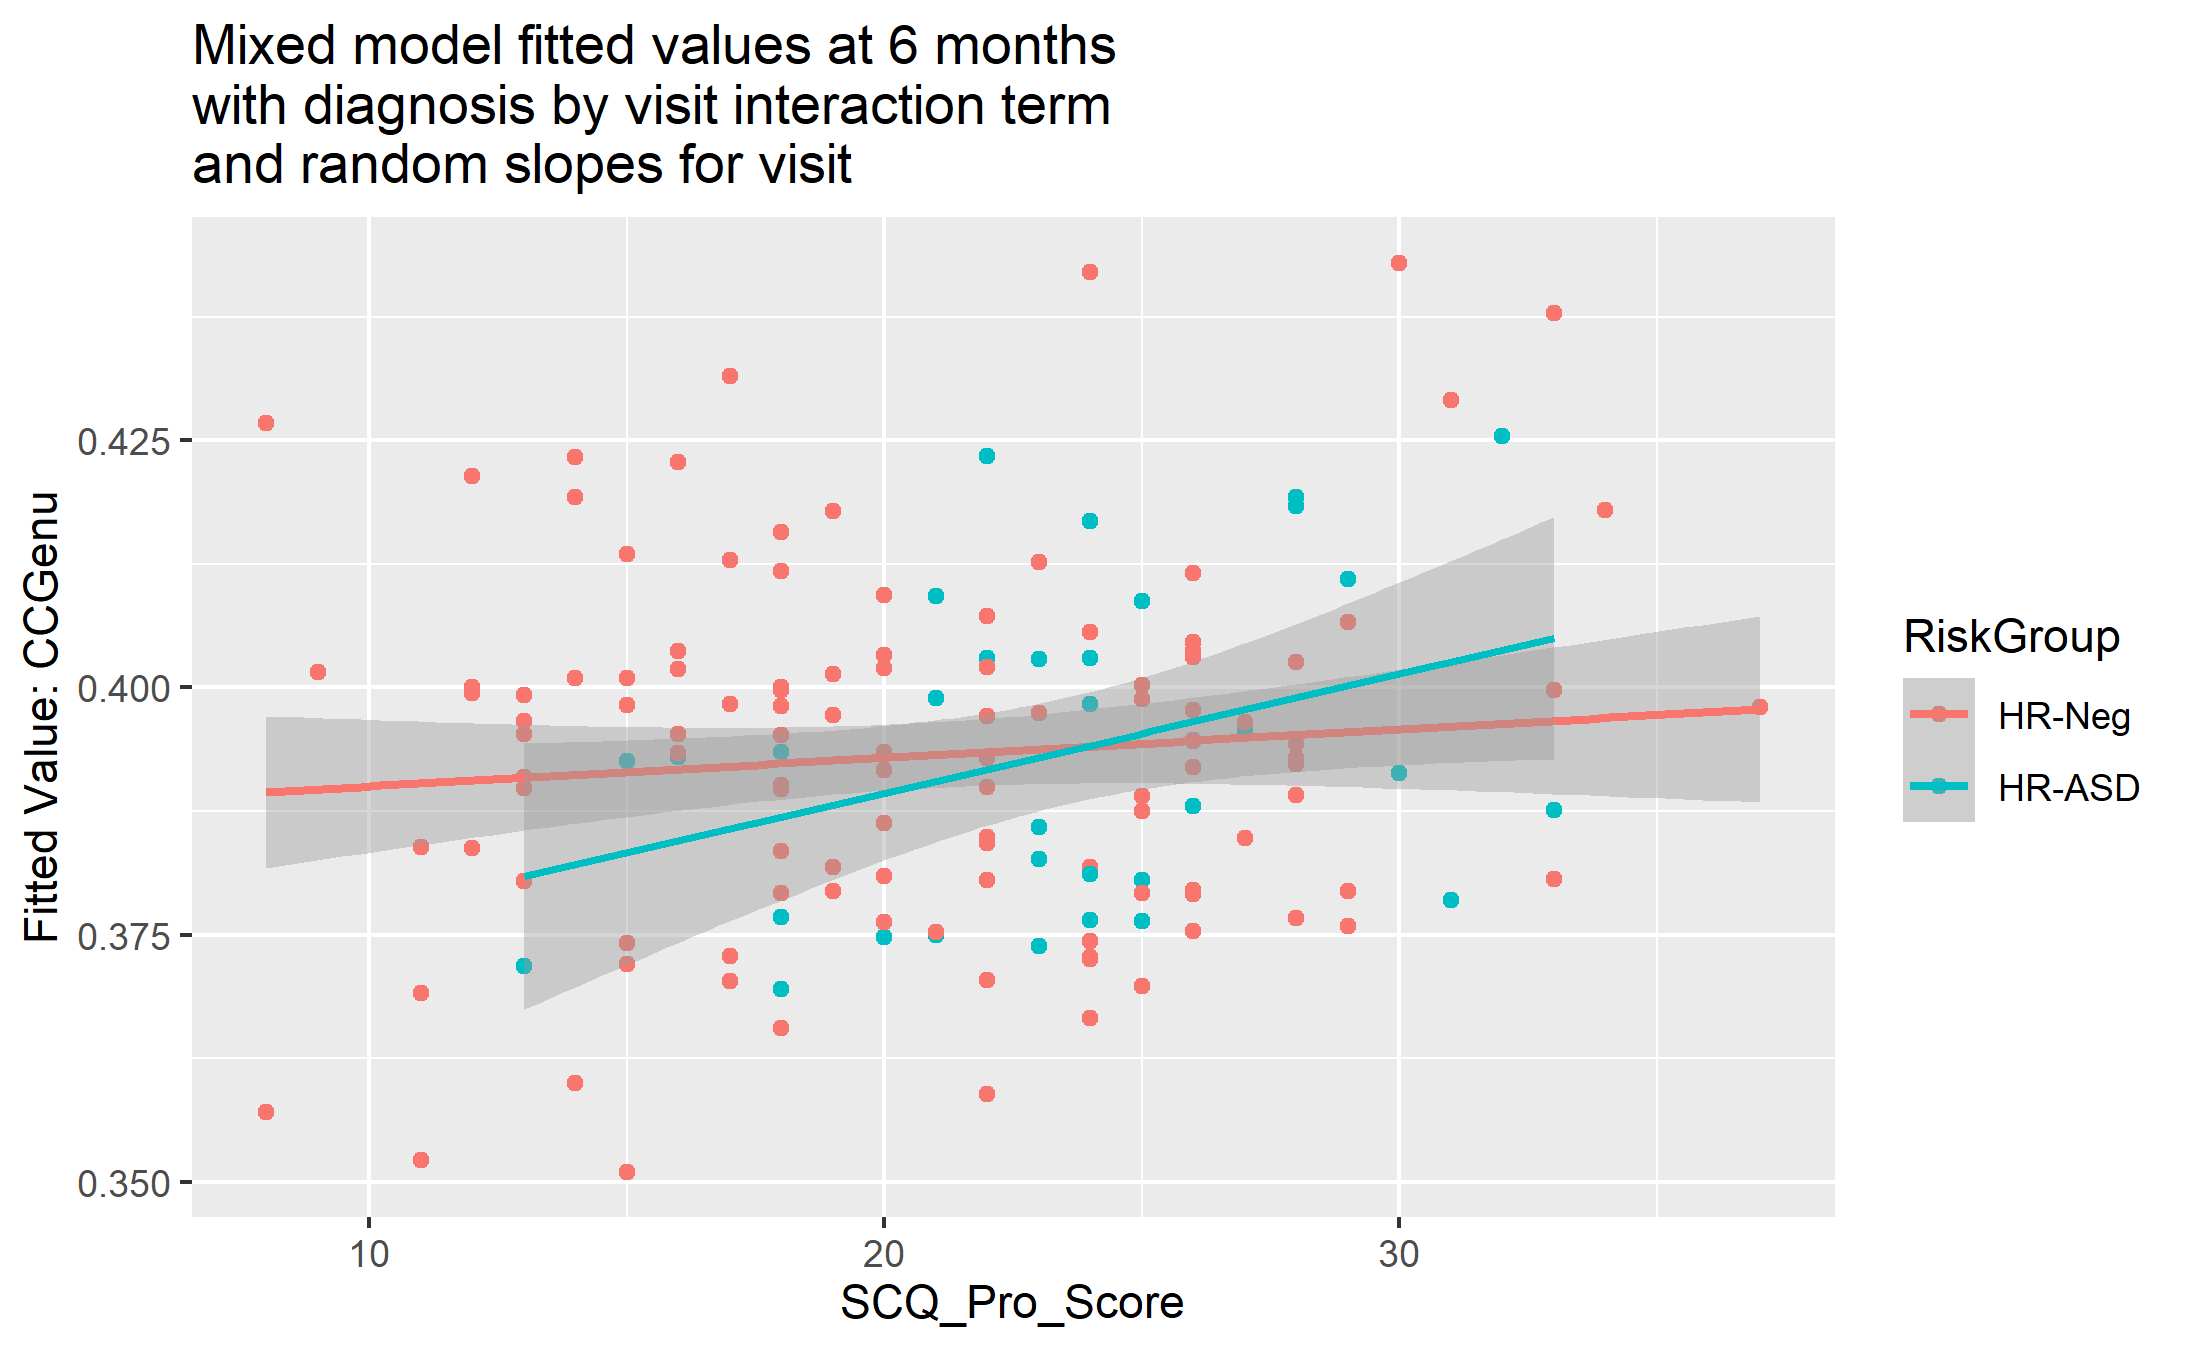 Mixed model fitted values at 6 months
with diagnosis by visit interaction term
and random slopes for visit
Fitted Value: CCGenu
0.425
0.400
0.375
0.350
10
20
30
SCQ_Pro_Score
RiskGroup
HR-Neg
HR-ASD